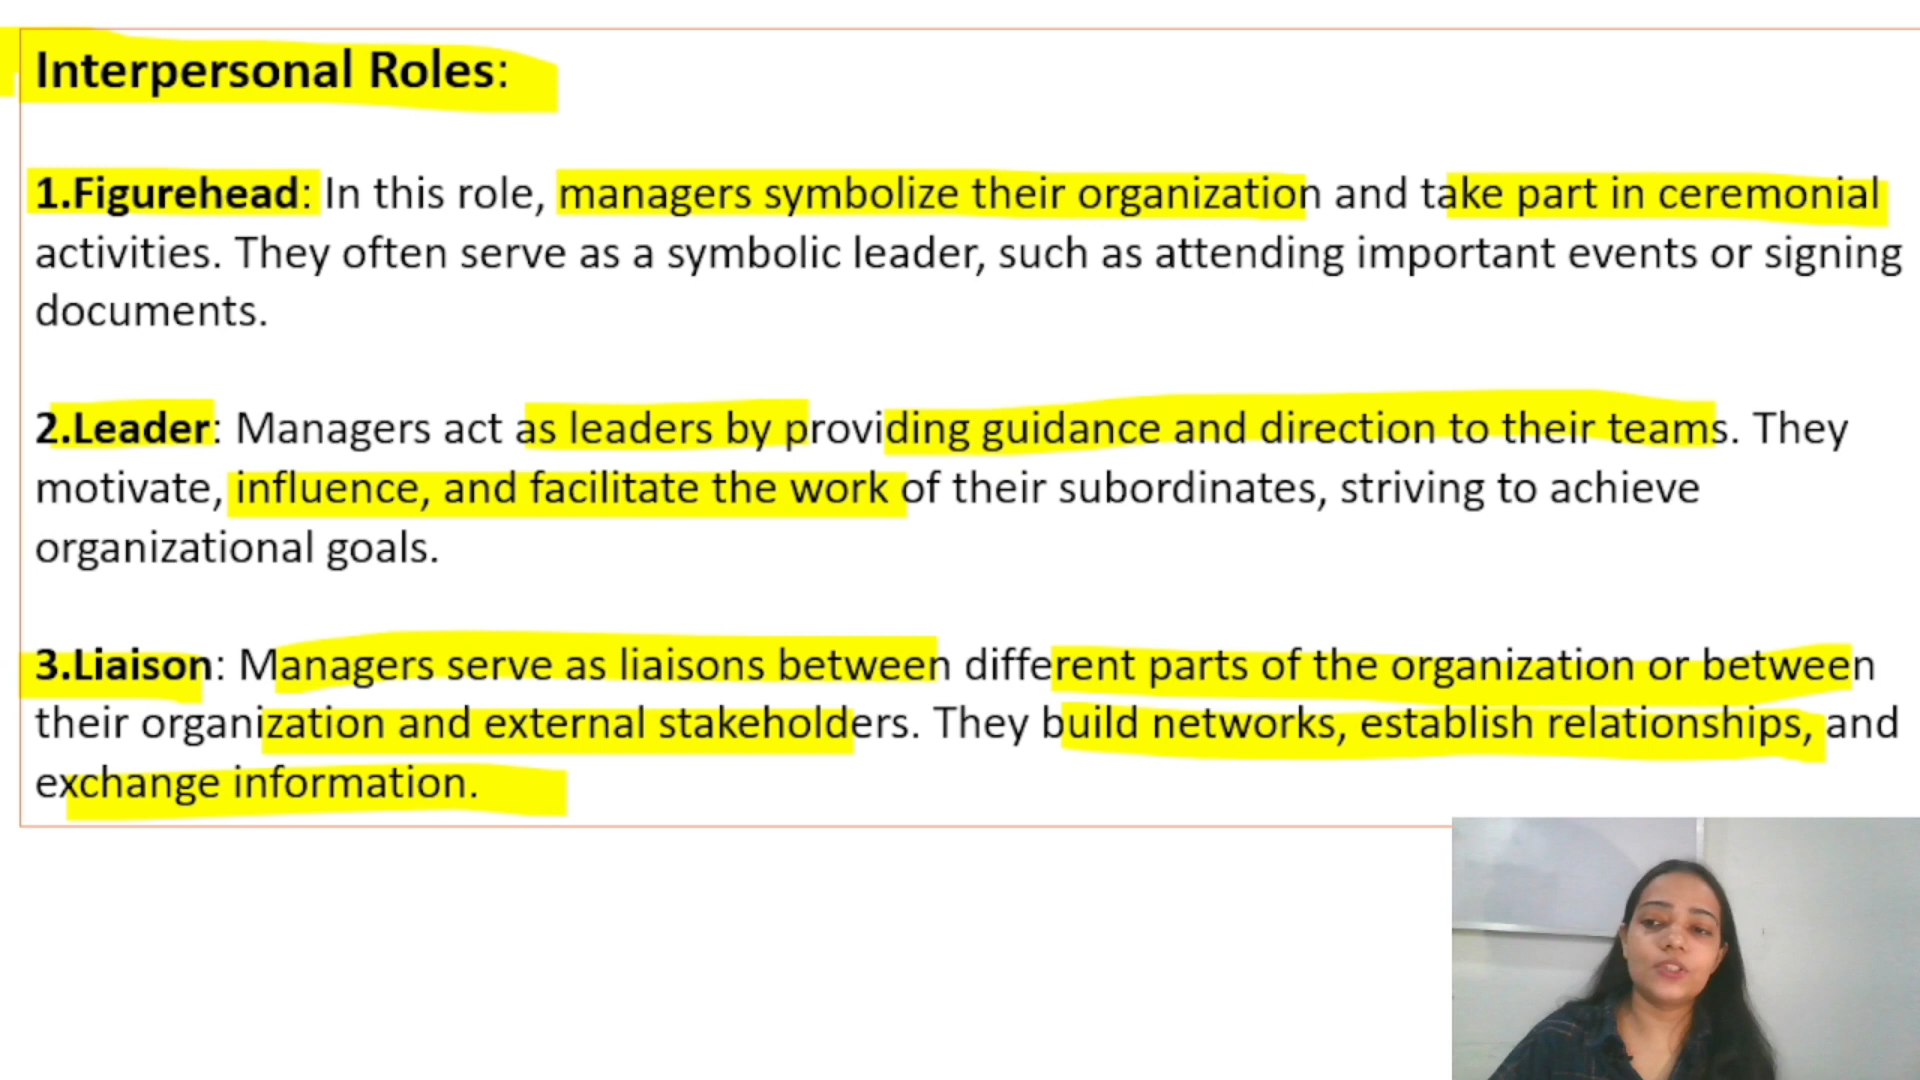 Interpersonal Roles:
1.Figurehead: In this role, managers symbolize their organization and take part in ceremonial
activities. They often serve as a symbolic leader, such as attending important events or signing
documents.
2.Leader: Managers act as leaders by providing guidance and direction to their teams. They
motivate, influence, and facilitate the work of their subordinates, striving to achieve
organizational goals.
3.Liaison: Managers serve as liaisons between different parts of the organization or between
their organization and external stakeholders. They build networks, establish relationships, and
exchange information.